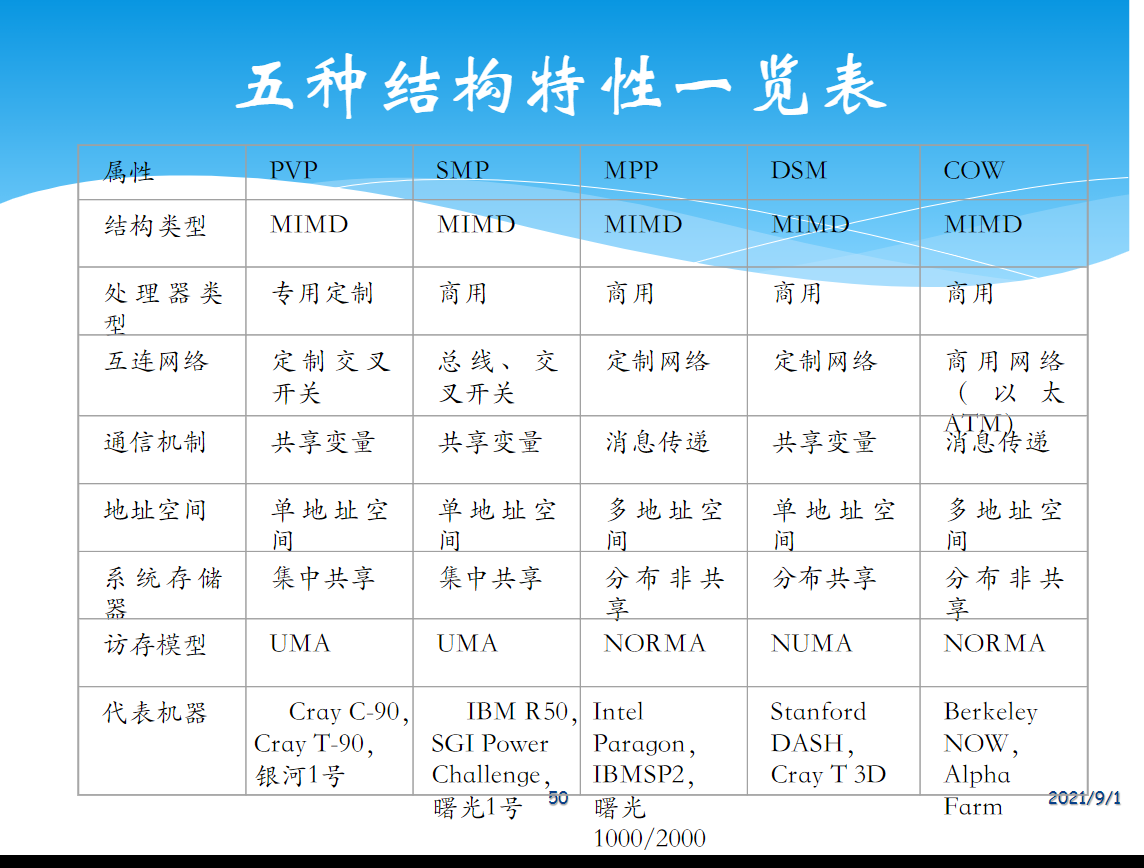 五种结构特性一览表
属性 PVP SMP MPP DSM COW
结构类型 MIMD MIMD MIMD MIMD MIMD
处理器类型 专用定制 商用 商用 商用 商用
互连网络 定制交叉开关 总线、交叉开关 定制网络 定制网络 商用网络(以太ATM)
通信机制 共享变量 共享变量 消息传递 共享变量 消息传递
地址空间 单地址空间 单地址空间 多地址空间 单地址空间 多地址空间
系统存储器 集中共享 集中共享 分布非共享 分布共享 分布非共享
访存模型 UMA UMA NORMA NUMA NORMA
代表机器 Cray C-90, Cray T-90, 银河1号 IBM R50, SGI Power Challenge, 曙光1号 Intel Paragon, IBMSP2, 曙光1000/2000 Stanford DASH, Cray T 3D Berkeley NOW, Alpha Farm
50 2021/9/1